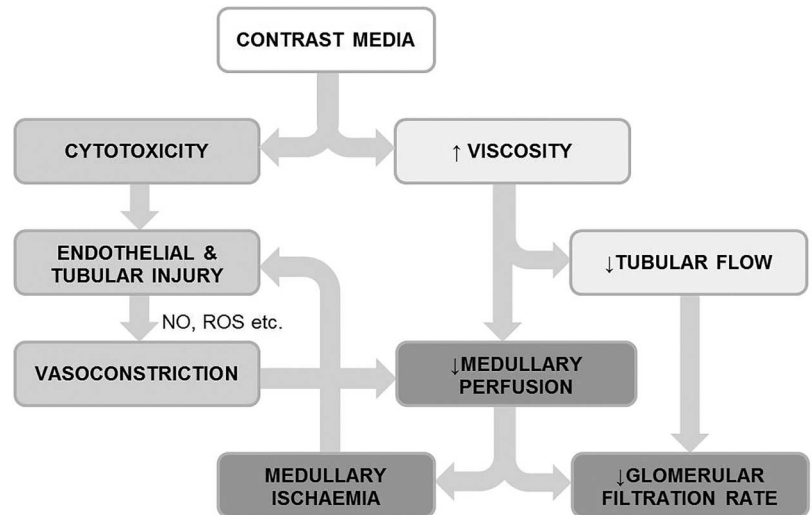 CONTRAST MEDIA
CYTOTOXICITY
↑ VISCOSITY
ENDOTHELIAL &
TUBULAR INJURY
↓TUBULAR FLOW
NO, ROS etc.
VASOCONSTRICTION
↓MEDULLARY
PERFUSION
MEDULLARY
ISCHAEMIA
↓GLOMERULAR
FILTRATION RATE